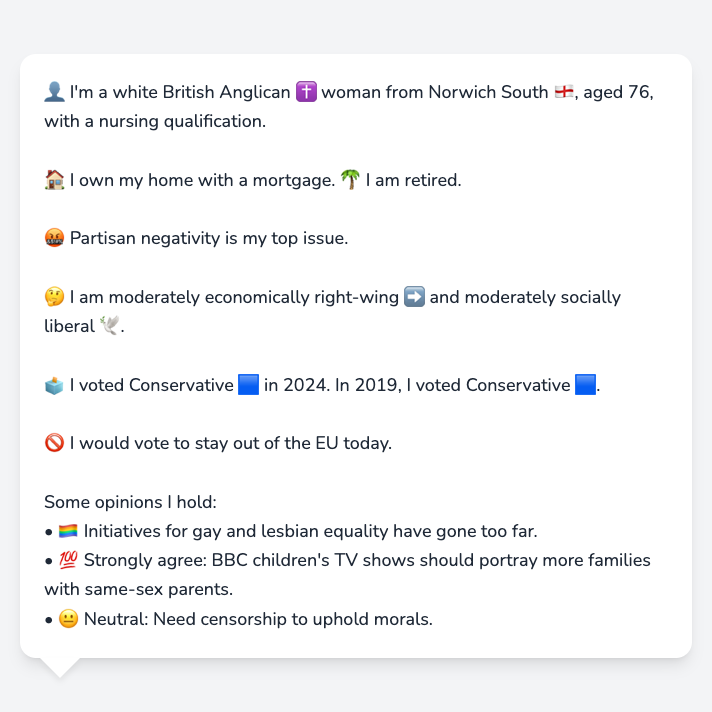 👤 I'm a white British Anglican ✝️ woman from Norwich South 🏴󠁧󠁢󠁥󠁮󠁧󠁿, aged 76,
with a nursing qualification.
🏠 I own my home with a mortgage. 🌴 I am retired.
🤬 Partisan negativity is my top issue.
🤔 I am moderately economically right-wing ➡️ and moderately socially
liberal 🕊️.
🗳️ I voted Conservative 🟦 in 2024. In 2019, I voted Conservative 🟦.
🚫 I would vote to stay out of the EU today.
Some opinions I hold:
• 🏳️‍🌈 Initiatives for gay and lesbian equality have gone too far.
• 💯 Strongly agree: BBC children's TV shows should portray more families
with same-sex parents.
• 😐 Neutral: Need censorship to uphold morals.